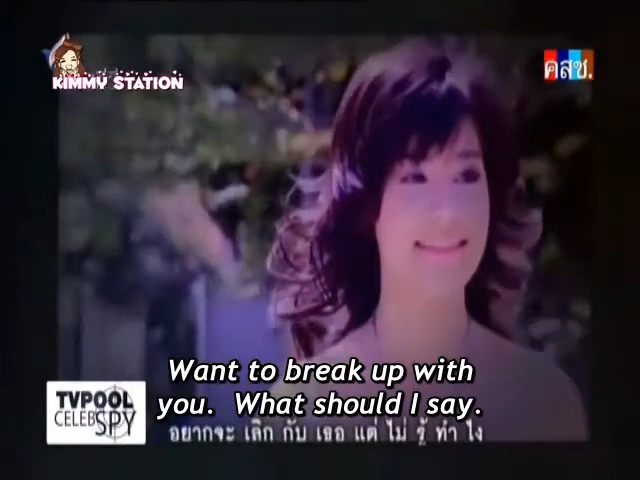 KIMMY STATION
คสช.
Want to break up with
you. What should I say.
TVPOOL
CELEB SPY
อยากจะ เลิก กับ เธอ แต่ ไม่ รู้ ทำ ไง